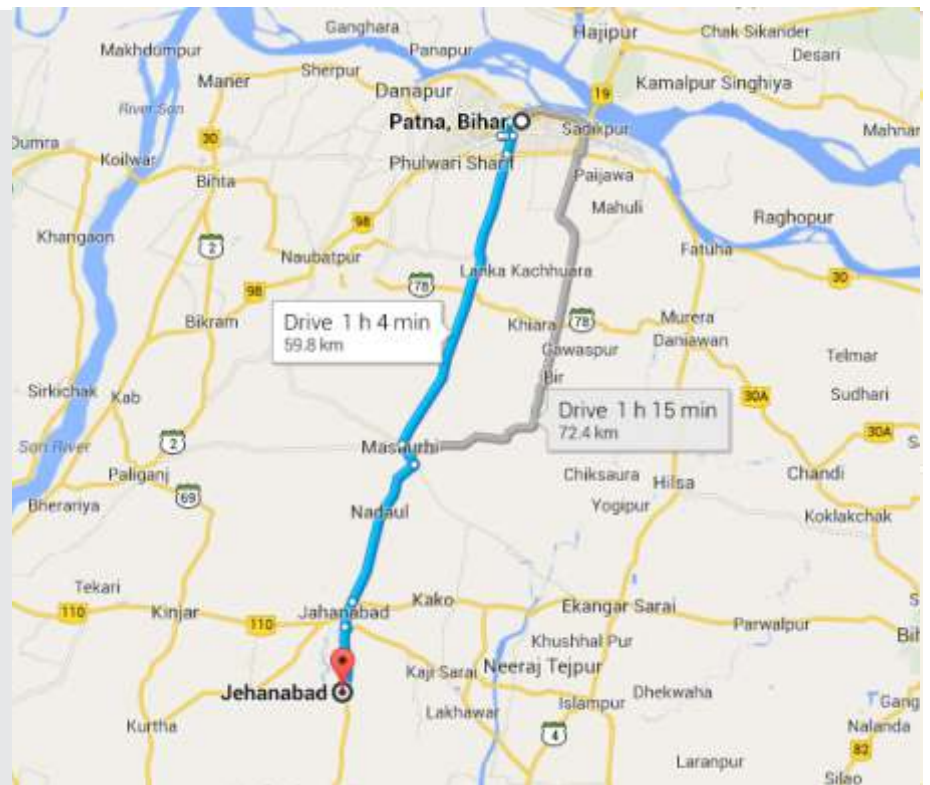 Ganghara
Hajipur
Chak Sikander
Makhdumpur
Panapur
Desari
Sherpur
Maner
Kamalpur Singhiya
Danapur
19
River Son
Patna, Bihar
Sadikpur
Mahnar
Dumra
30
Koilwar
Phulwari Sharif
Bihta
Paijawa
Mahuli
98
Raghopur
Khangaon
2
Naubatpur
Fatuha
Lanka Kachhuara
30
98
78
Bikram
Drive 1 h 4 min
59.8 km
Khiara
78
Murera
Daniawan
Gawaspur
Telmar
Bir
Sirkichak
Kab
30A
Sudhari
Drive 1 h 15 min
72.4 km
30A
Son River
2
Masaurhi
Paliganj
Chiksaura
Hilsa
Chandi
69
Bherariya
Nadaul
Yogipur
Koklakchak
Tekari
Kako
Ekangar Sarai
110
Kinjar
110
Jahanabad
Parwalpur
Khushhal Pur
Kaji Sarai
Neeraj Tejpur
Jehanabad
Dhekwaha
Islampur
Lakhawar
Kurtha
4
Nalanda
82
Laranpur
Silao